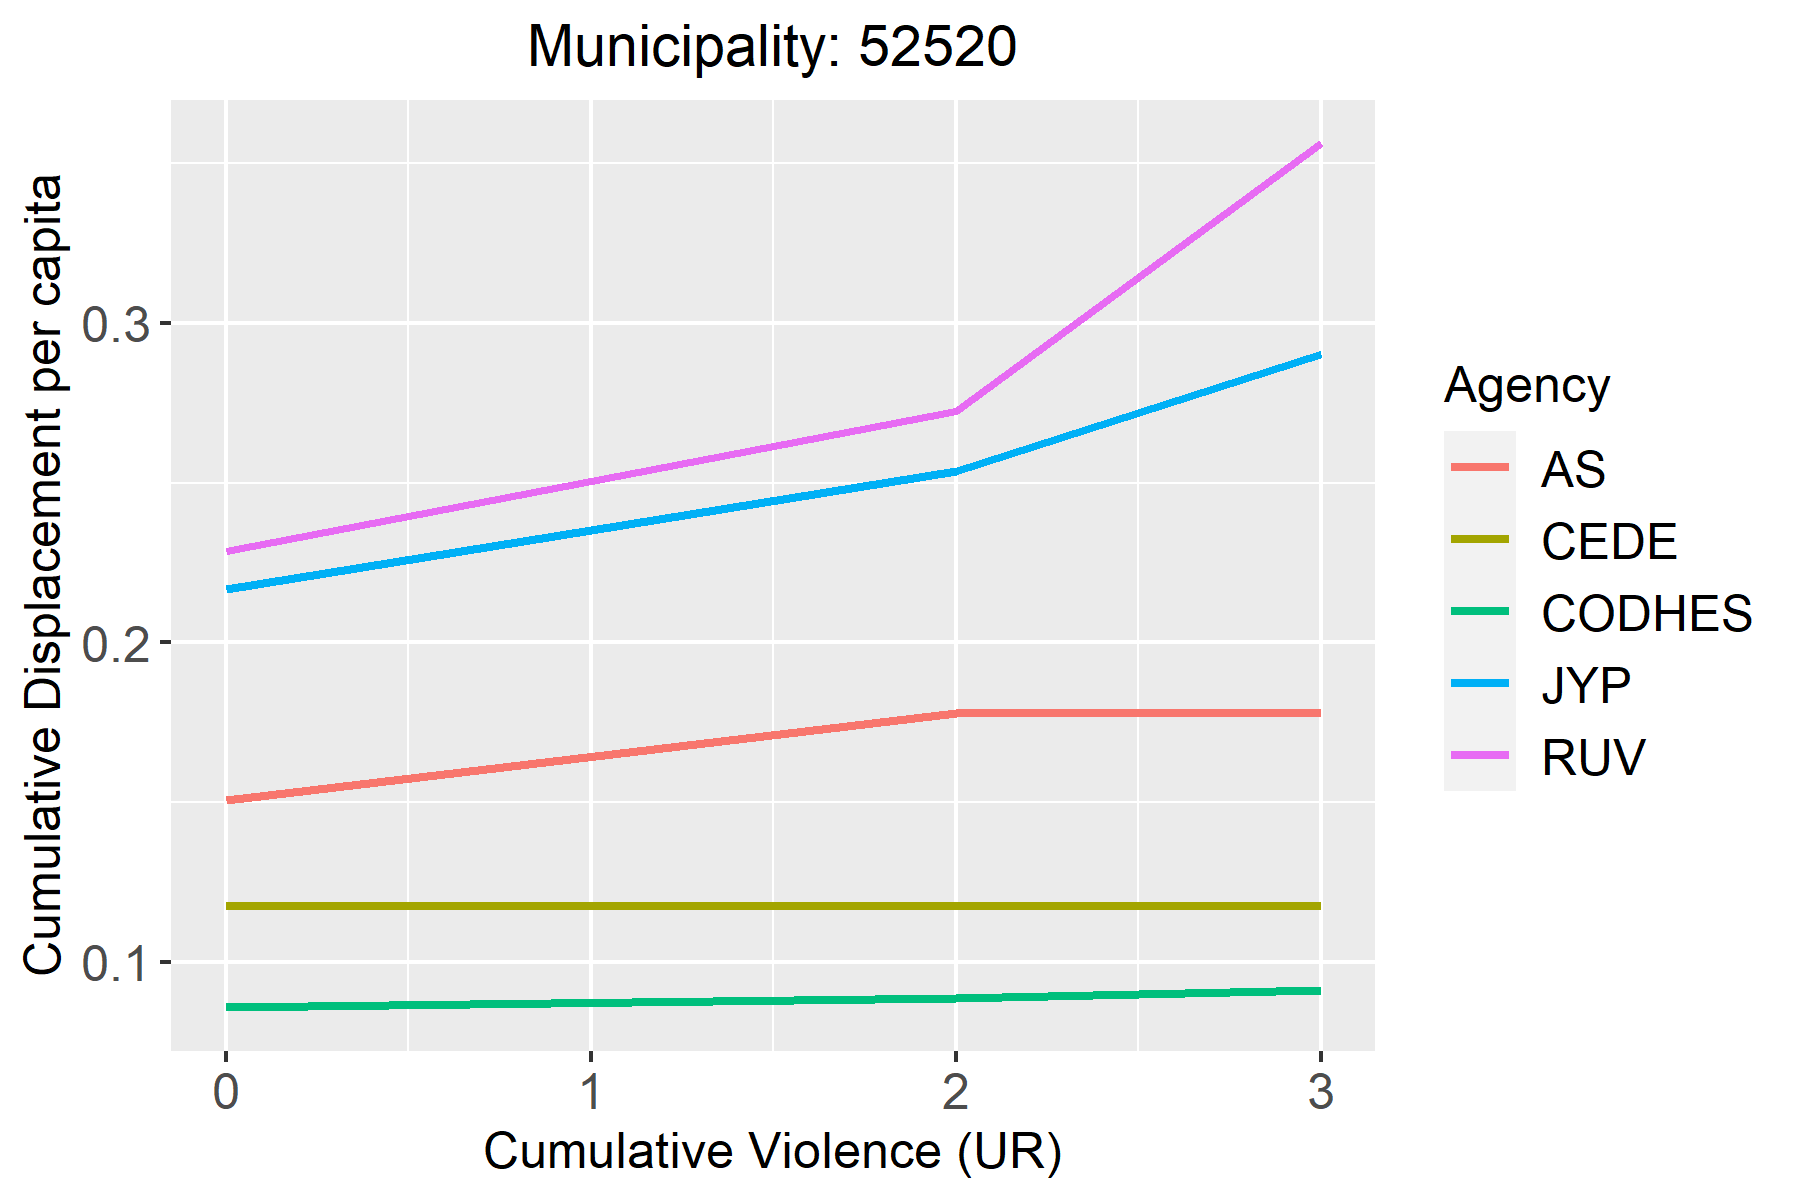 Municipality: 52520
Cumulative Displacement per capita
0.3
0.2
0.1
0 1 2 3
Cumulative Violence (UR)
Agency
AS
CEDE
CODHES
JYP
RUV